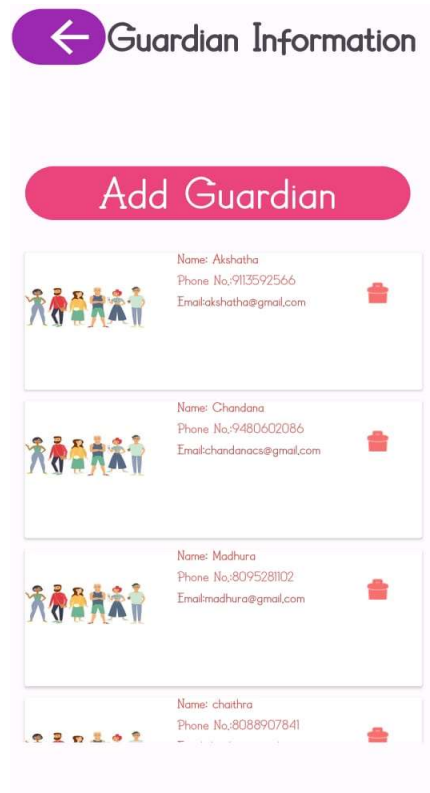 Guardian Information
Add Guardian
Name: Akshatha
Phone No.:9113592566
Email:akshatha@gmail.com
Name: Chandana
Phone No.:9480602086
Email:chandanacs@gmail.com
Name: Madhura
Phone No.:8095281102
Email:madhura@gmail.com
Name: chaithra
Phone No.:8088907841